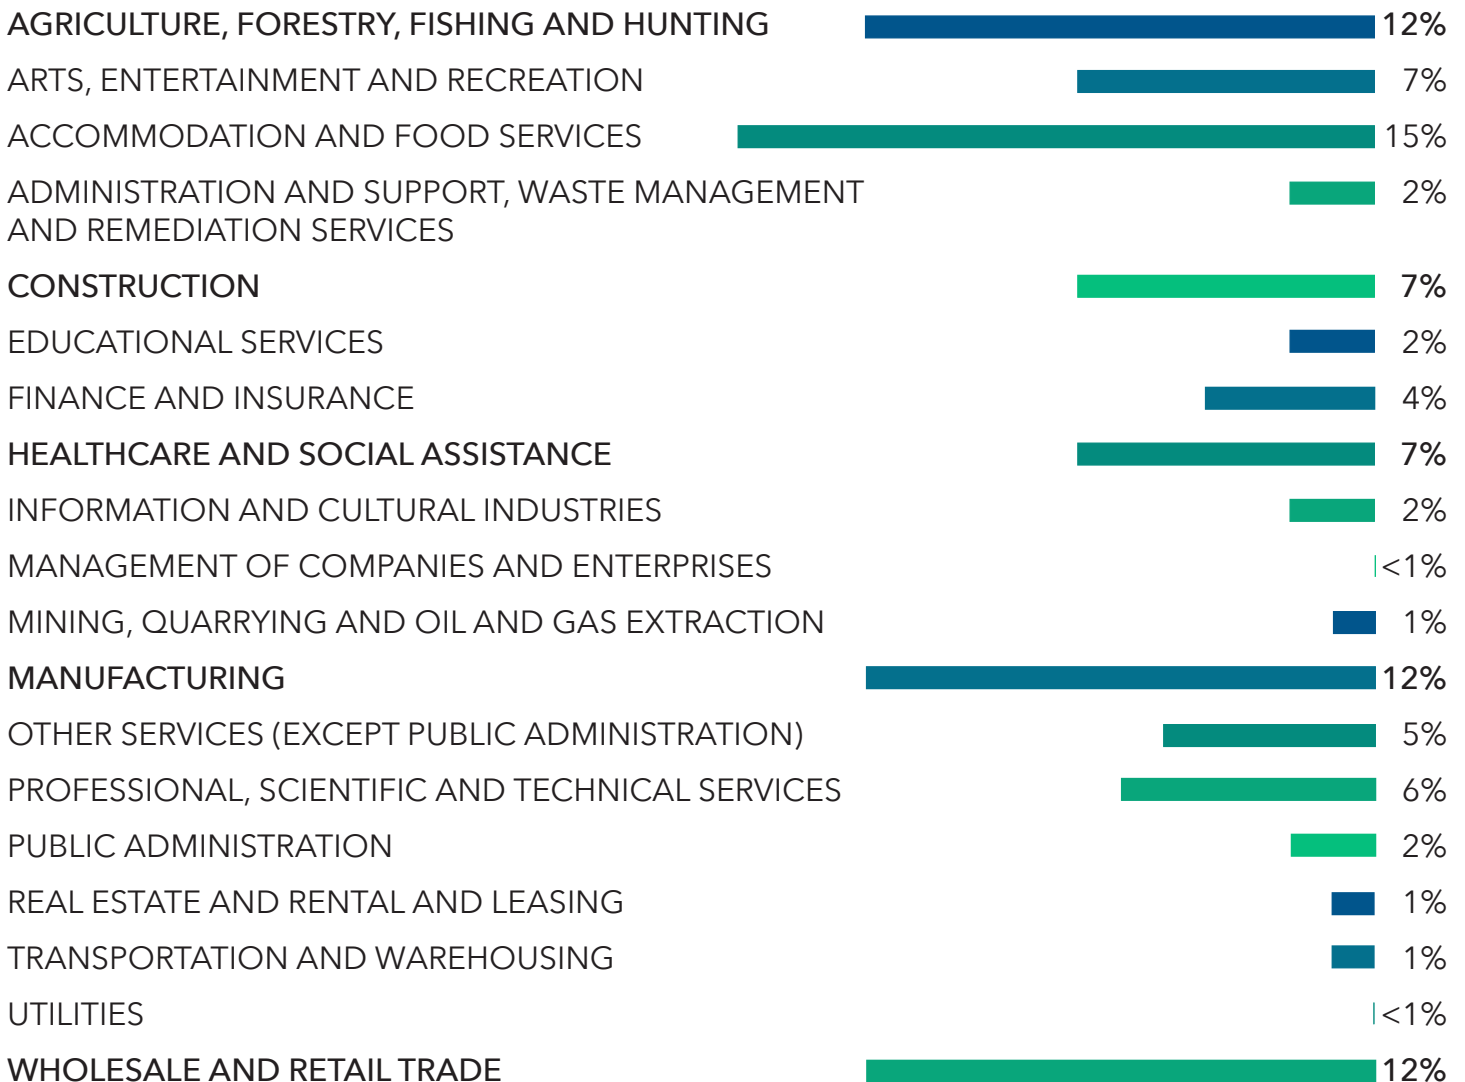 AGRICULTURE, FORESTRY, FISHING AND HUNTING 12%
ARTS, ENTERTAINMENT AND RECREATION 7%
ACCOMMODATION AND FOOD SERVICES 15%
ADMINISTRATION AND SUPPORT, WASTE MANAGEMENT 2%
AND REMEDIATION SERVICES
CONSTRUCTION 7%
EDUCATIONAL SERVICES 2%
FINANCE AND INSURANCE 4%
HEALTHCARE AND SOCIAL ASSISTANCE 7%
INFORMATION AND CULTURAL INDUSTRIES 2%
MANAGEMENT OF COMPANIES AND ENTERPRISES <1%
MINING, QUARRYING AND OIL AND GAS EXTRACTION 1%
MANUFACTURING 12%
OTHER SERVICES (EXCEPT PUBLIC ADMINISTRATION) 5%
PROFESSIONAL, SCIENTIFIC AND TECHNICAL SERVICES 6%
PUBLIC ADMINISTRATION 2%
REAL ESTATE AND RENTAL AND LEASING 1%
TRANSPORTATION AND WAREHOUSING 1%
UTILITIES <1%
WHOLESALE AND RETAIL TRADE 12%